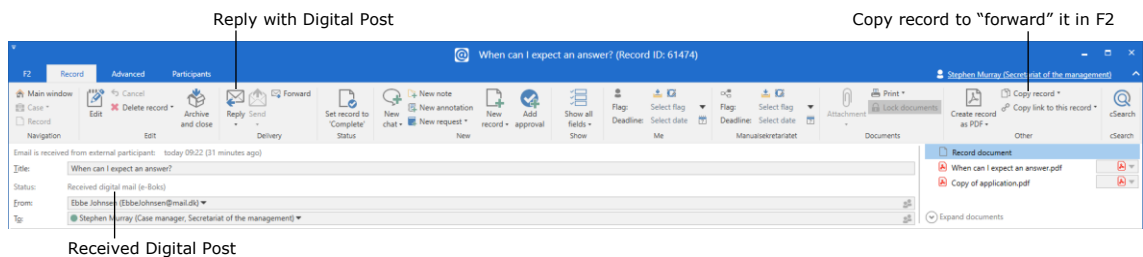 Reply with Digital Post
Copy record to “forward” it in F2
When can I expect an answer? (Record ID: 61474)
F2 Record Advanced Participants
Stephen Murray (Secretariat of the management)
Main window
Case
Record
Navigation
Edit
Cancel
Delete record
Archive and close
Edit
Reply
Send
Forward
Delivery
Set record to 'Complete'
Status
New chat
New note
New annotation
New request
New record
Add approval
New
Show all fields
Show
Flag: Select flag
Deadline: Select date
Me
Flag: Select flag
Deadline: Select date
Manualsekretariatet
Attachment
Print
Lock documents
Documents
Create record as PDF
Copy record
Copy link to this record
Other
cSearch
cSearch
Email is received from external participant: today 09:22 (31 minutes ago)
Title: When can I expect an answer?
Status: Received digital mail (e-Boks)
From: Ebbe Johnsen (EbbeJohnsen@mail.dk)
To: Stephen Murray (Case manager, Secretariat of the management)
Record document
When can I expect an answer.pdf
Copy of application.pdf
Expand documents
Received Digital Post